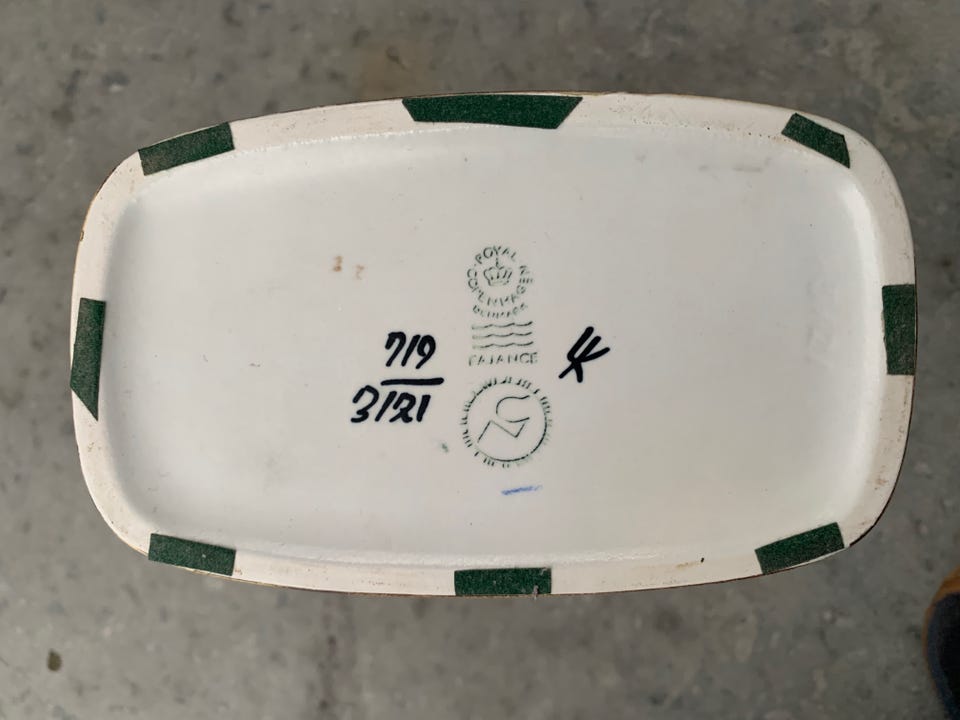 ROYAL COPENHAGEN
DENMARK
FAJANCE
719
3121